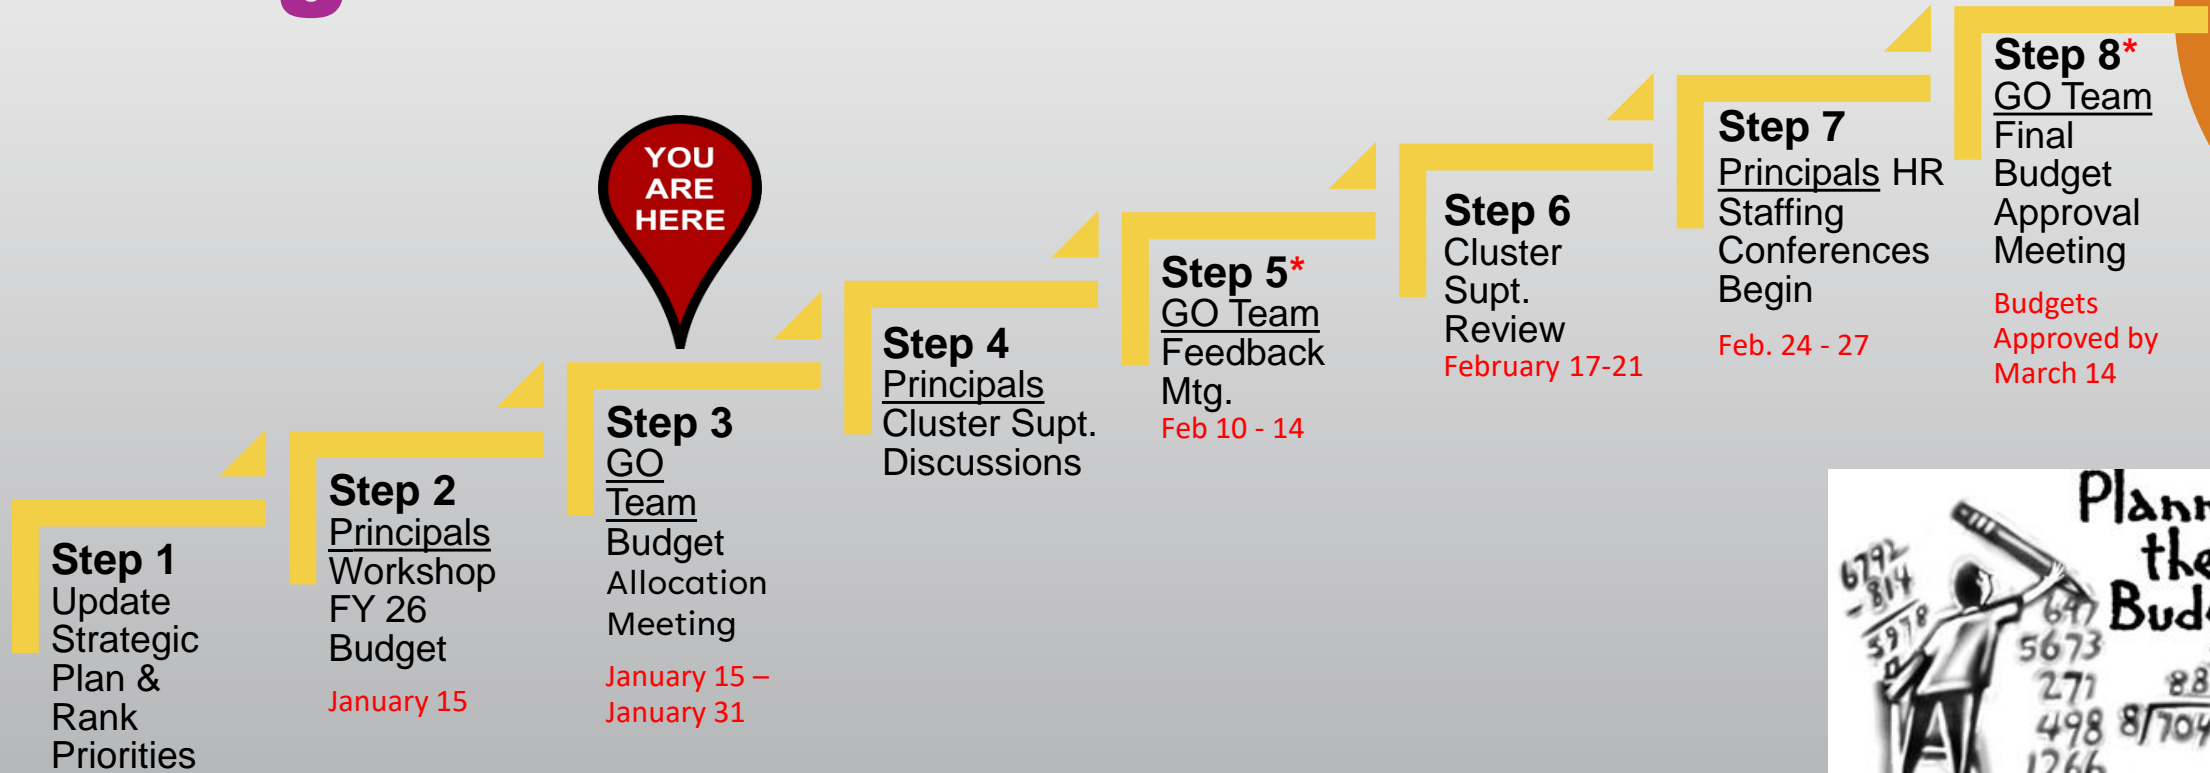 YOU
ARE
HERE
Step 1
Update
Strategic
Plan &
Rank
Priorities
Step 2
Principals
Workshop
FY 26
Budget
January 15
Step 3
GO
Team
Budget
Allocation
Meeting
January 15 –
January 31
Step 4
Principals
Cluster Supt.
Discussions
Step 5*
GO Team
Feedback
Mtg.
Feb 10 - 14
Step 6
Cluster
Supt.
Review
February 17-21
Step 7
Principals HR
Staffing
Conferences
Begin
Feb. 24 - 27
Step 8*
GO Team
Final
Budget
Approval
Meeting
Budgets
Approved by
March 14
the
6792
- 814
5978
647
5673
271
498
1266
88
8/704